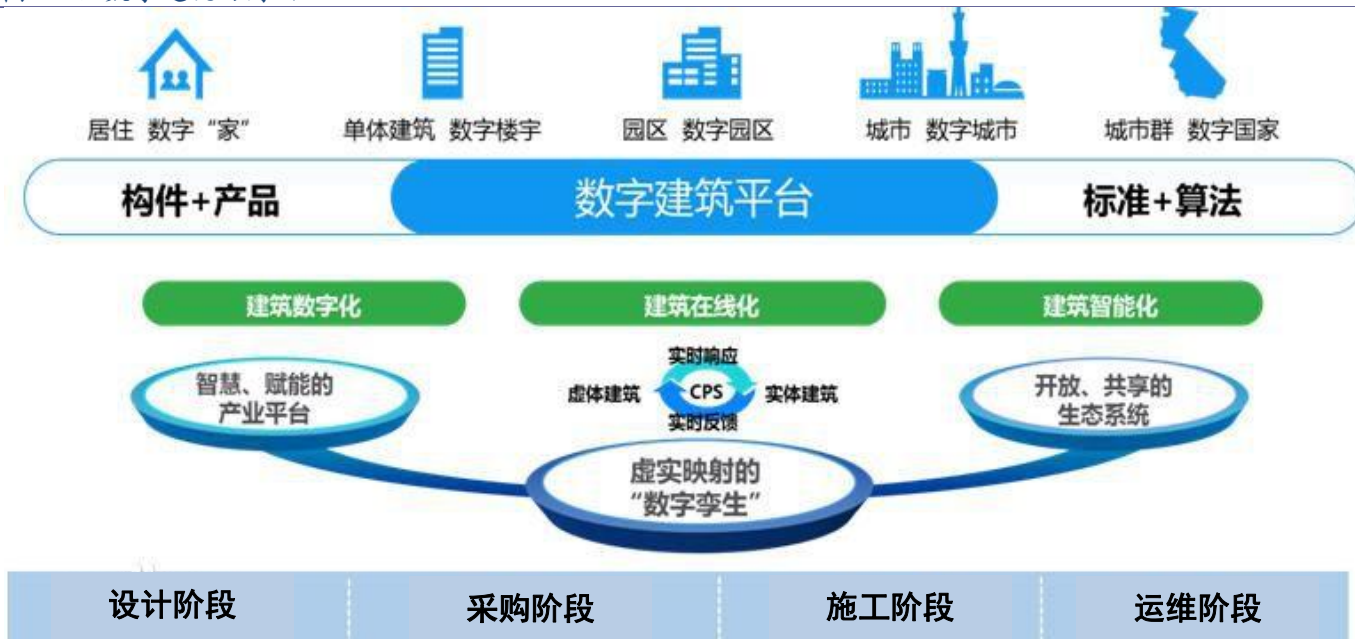 居住 数字“家”
单体建筑 数字楼宇
园区 数字园区
城市 数字城市
城市群 数字国家
构件+产品
数字建筑平台
标准+算法
建筑数字化
建筑在线化
建筑智能化
智慧、赋能的
产业平台
实时响应
虚体建筑
CPS
实体建筑
实时反馈
开放、共享的
生态系统
虚实映射的
“数字孪生”
设计阶段
采购阶段
施工阶段
运维阶段